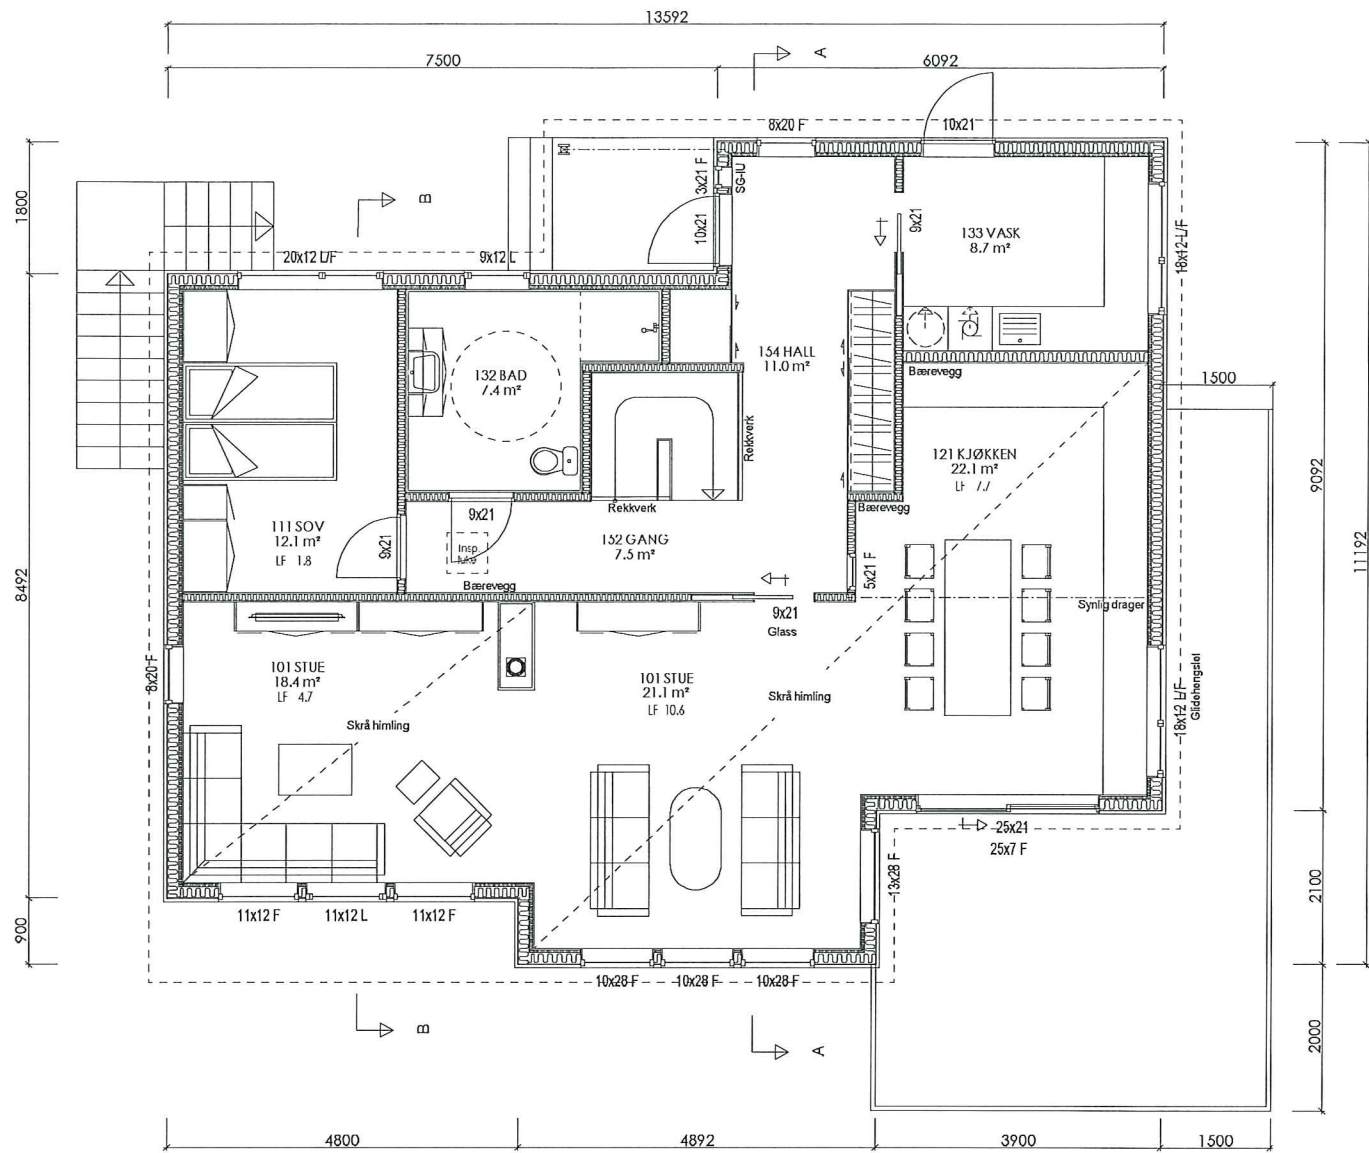 13592
7500
6092
A
8x20 F
10x21
1800
B
3x21 F
SG-IU
10x21
9x21
133 VASK
8.7 m²
18x12 L/F
20x12 L/F
9x12 L
154 HALL
11.0 m²
132 BAD
7.4 m²
Bærevegg
1500
Rekkverk
121 KJØKKEN
22.1 m²
LF 7.7
9092
11192
Rekkverk
Bærevegg
9x21
111 SOV
12.1 m²
LF 1.8
9x21
Insp.
luke
152 GANG
7.5 m²
5x21 F
8492
Bærevegg
9x21
Glass
Synlig drager
8x20 F
101 STUE
18.4 m²
LF 4.7
101 STUE
21.1 m²
LF 10.6
Skrå himling
Skrå himling
18x12 L/F
Glidehengslet
25x21
25x7 F
13x28 F
2100
900
11x12 F
11x12 L
11x12 F
10x28 F
10x28 F
10x28 F
B
A
2000
4800
4892
3900
1500